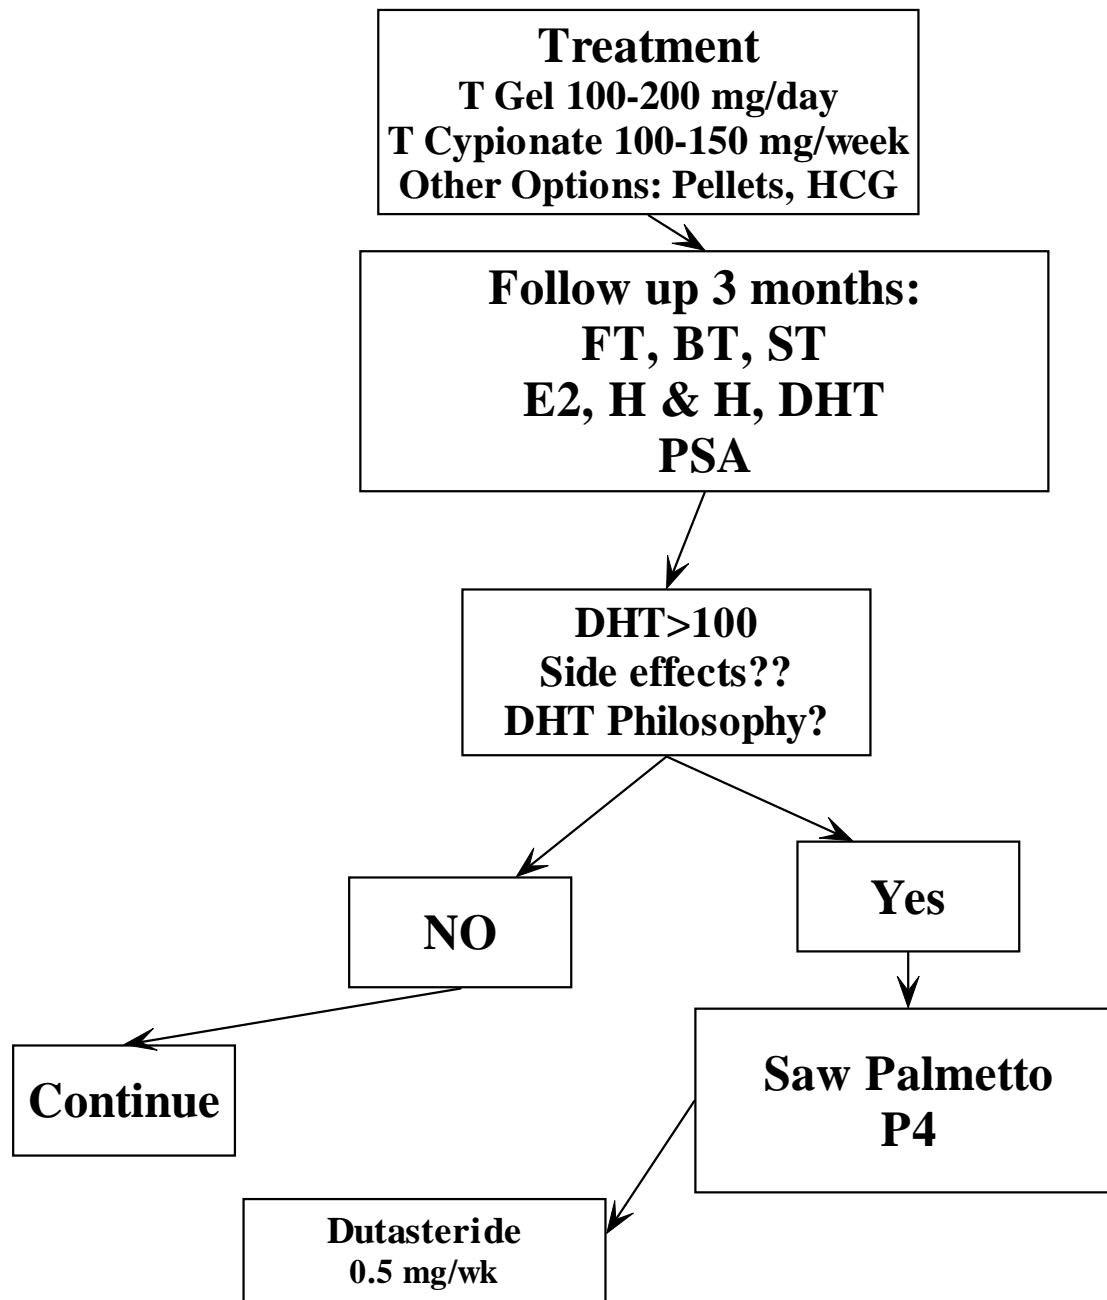 Treatment
T Gel 100-200 mg/day
T Cypionate 100-150 mg/week
Other Options: Pellets, HCG
Follow up 3 months:
FT, BT, ST
E2, H & H, DHT
PSA
DHT>100
Side effects??
DHT Philosophy?
NO
Yes
Continue
Saw Palmetto
P4
Dutasteride
0.5 mg/wk